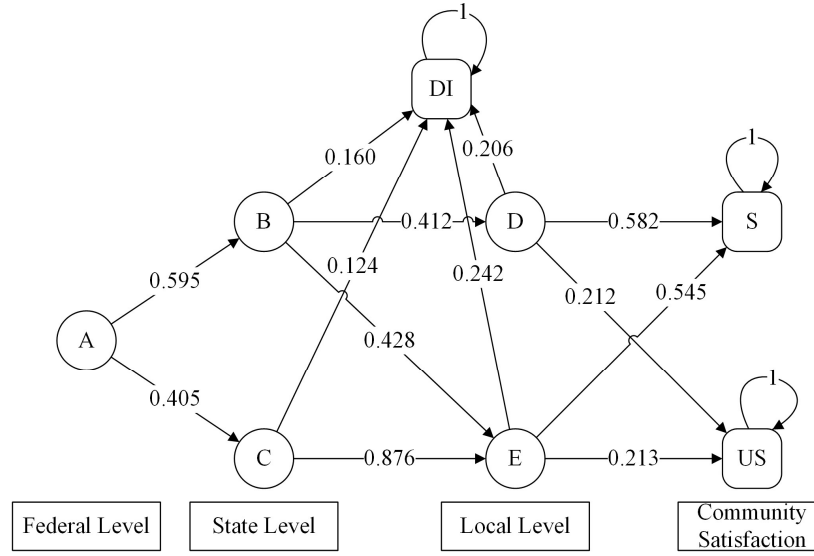 1
DI
1
0.160
0.206
B
0.412
D
0.582
S
0.595
0.124
0.242
0.212
0.545
A
0.428
0.405
1
C
0.876
E
0.213
US
Federal Level
State Level
Local Level
Community
Satisfaction